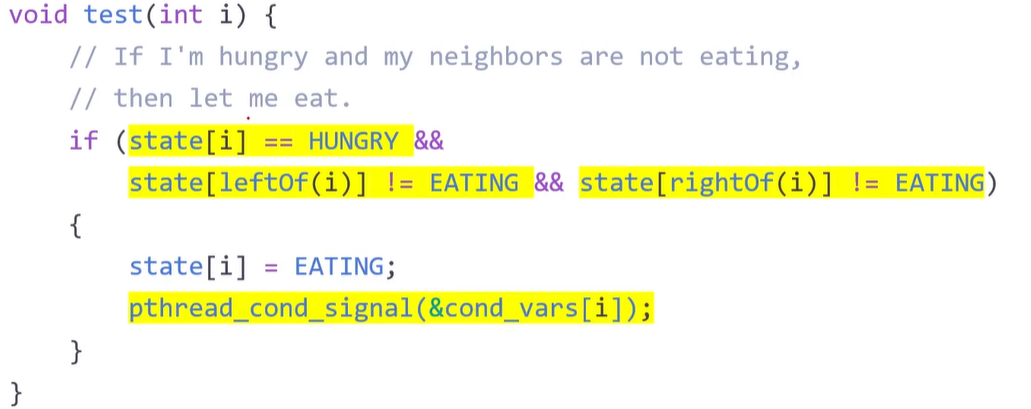 void test(int i) {
// If I'm hungry and my neighbors are not eating,
// then let me eat.
if (state[i] == HUNGRY &&
state[leftOf(i)] != EATING && state[rightOf(i)] != EATING)
{
state[i] = EATING;
pthread_cond_signal(&cond_vars[i]);
}
}